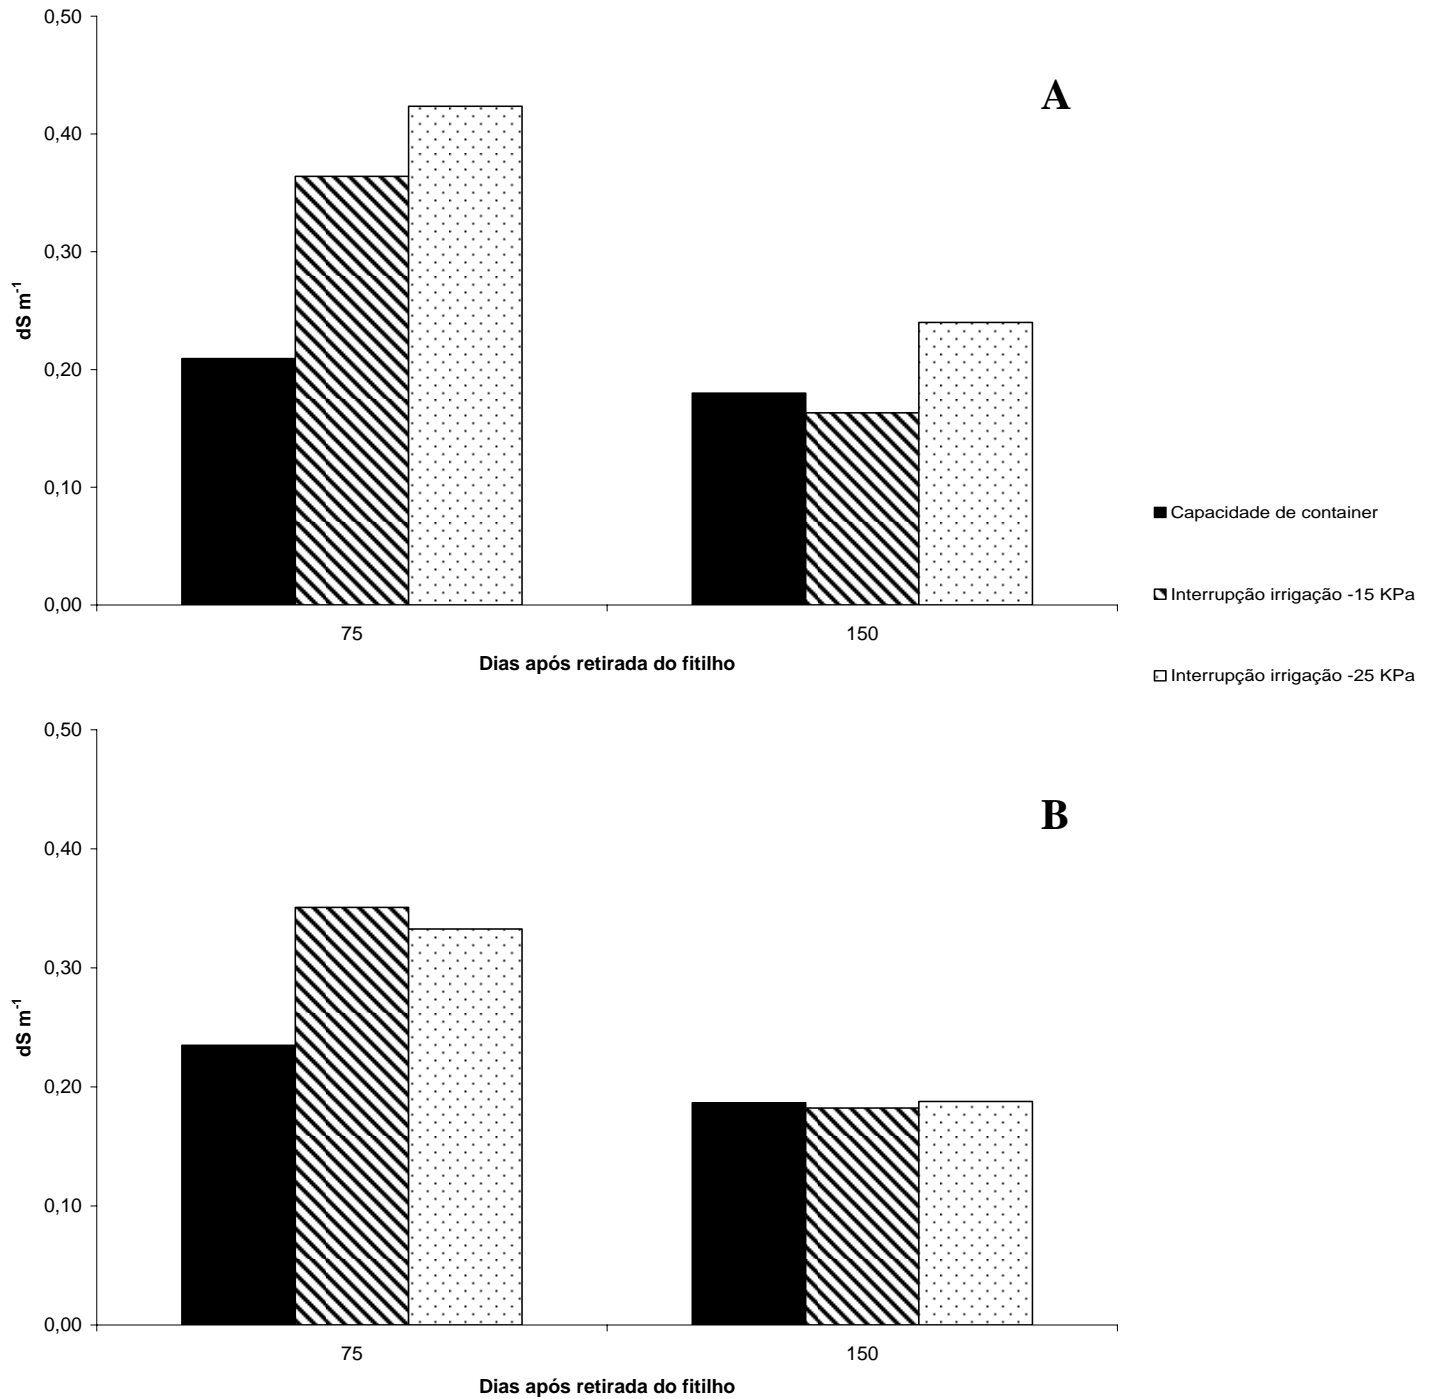 0,50
A
0,40
0,30
dS m-1
0,20
0,10
0,00
75
150
Dias após retirada do fitilho
Capacidade de container
Interrupção irrigação -15 KPa
Interrupção irrigação -25 KPa
0,50
B
0,40
0,30
dS m-1
0,20
0,10
0,00
75
150
Dias após retirada do fitilho